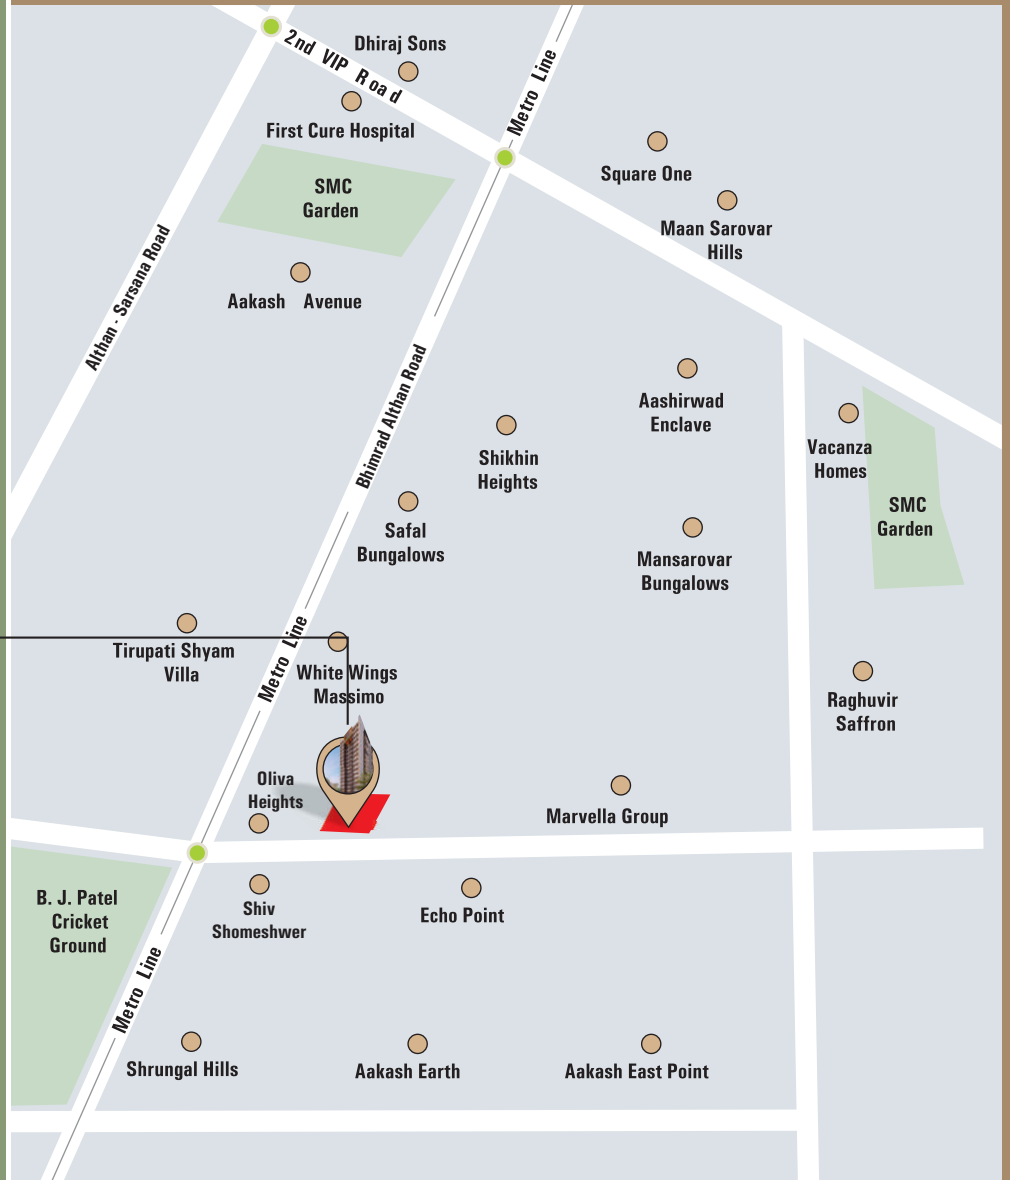 Dhiraj Sons
2nd VIP Road
Metro Line
First Cure Hospital
Square One
SMC
Garden
Maan Sarovar
Hills
Althan - Sarsana Road
Aakash Avenue
Bhimrad Althan Road
Aashirwad
Enclave
Shikhin
Heights
Vacanza
Homes
SMC
Garden
Safal
Bungalows
Mansarovar
Bungalows
Tirupati Shyam
Villa
Metro Line
White Wings
Massimo
Raghuvir
Saffron
Oliva
Heights
Marvella Group
B. J. Patel
Cricket
Ground
Shiv
Shomeshwer
Echo Point
Metro Line
Shrungal Hills
Aakash Earth
Aakash East Point